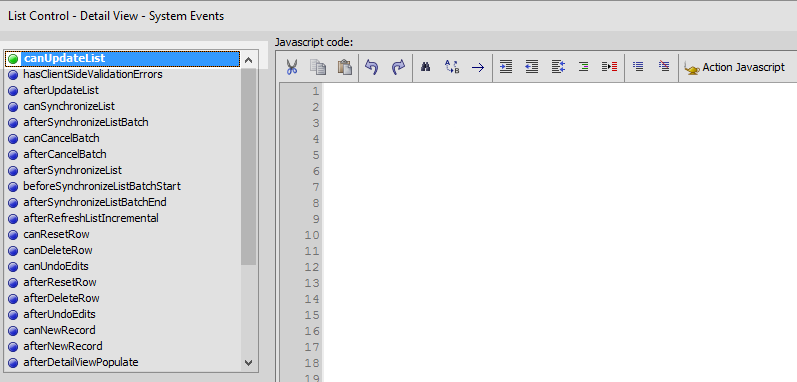 List Control - Detail View - System Events
canUpdateList
hasClientSideValidationErrors
afterUpdateList
canSynchronizeList
afterSynchronizeListBatch
canCancelBatch
afterCancelBatch
afterSynchronizeList
beforeSynchronizeListBatchStart
afterSynchronizeListBatchEnd
afterRefreshListIncremental
canResetRow
canDeleteRow
canUndoEdits
afterResetRow
afterDeleteRow
afterUndoEdits
canNewRecord
afterNewRecord
afterDetailViewPopulate
Javascript code:
A B
Action Javascript
1
2
3
4
5
6
7
8
9
10
11
12
13
14
15
16
17
18
19